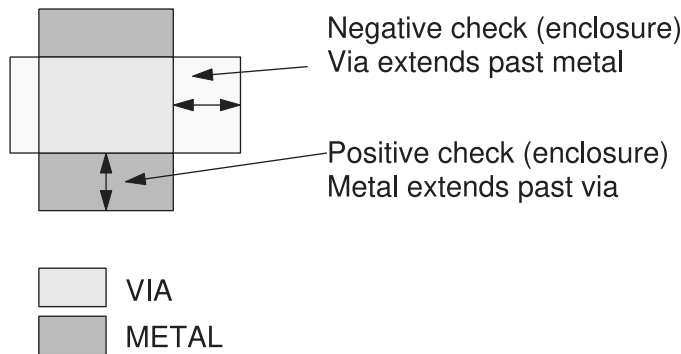 Negative check (enclosure)
Via extends past metal
Positive check (enclosure)
Metal extends past via
VIA
METAL